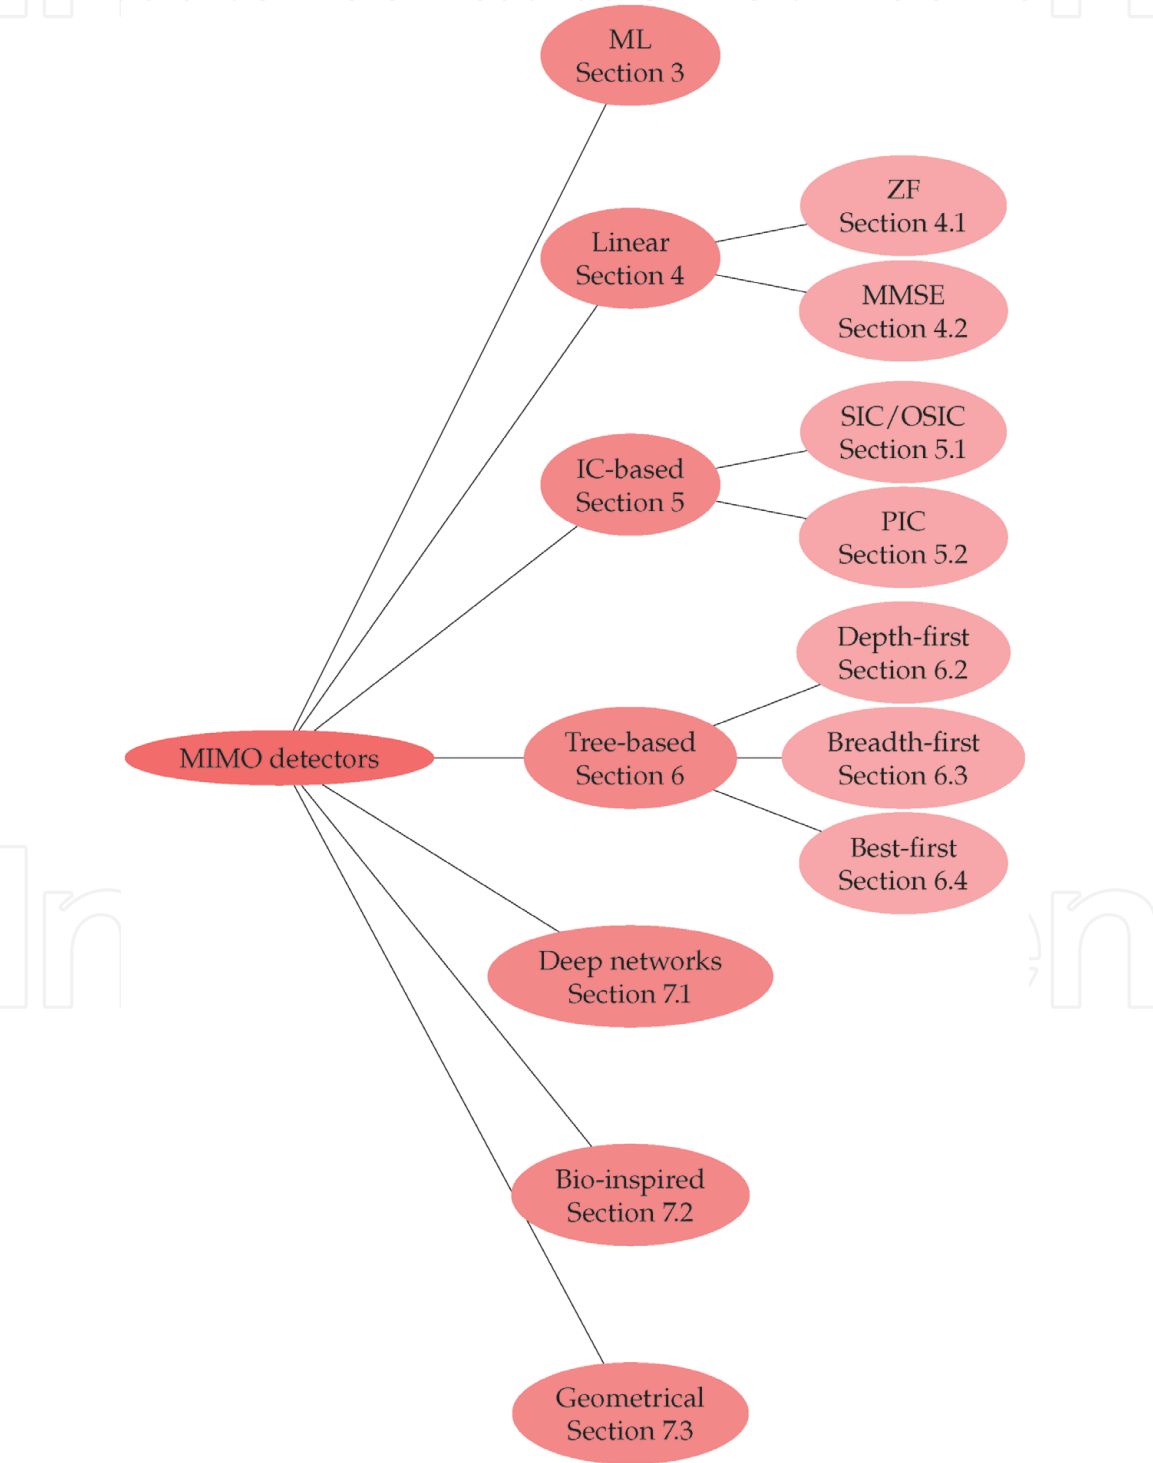 ML
Section 3
ZF
Section 4.1
Linear
Section 4
MMSE
Section 4.2
SIC/OSIC
Section 5.1
IC-based
Section 5
PIC
Section 5.2
Depth-first
Section 6.2
MIMO detectors
Tree-based
Section 6
Breadth-first
Section 6.3
Best-first
Section 6.4
Deep networks
Section 7.1
Bio-inspired
Section 7.2
Geometrical
Section 7.3